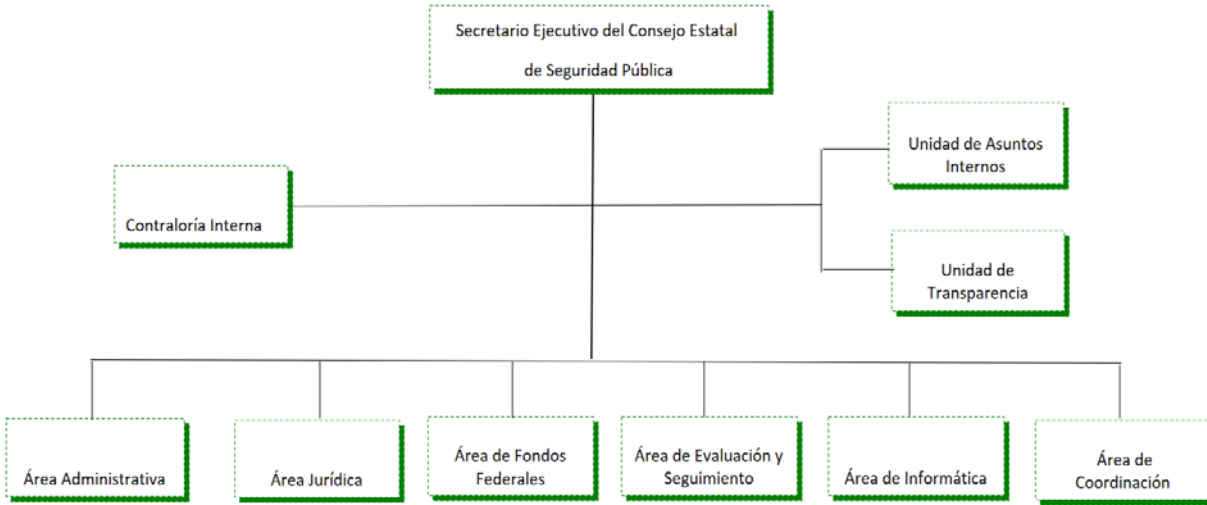 Secretario Ejecutivo del Consejo Estatal
de Seguridad Pública
Unidad de Asuntos
Internos
Contraloría Interna
Unidad de
Transparencia
Área Administrativa
Área Jurídica
Área de Fondos
Federales
Área de Evaluación y
Seguimiento
Área de Informática
Área de
Coordinación